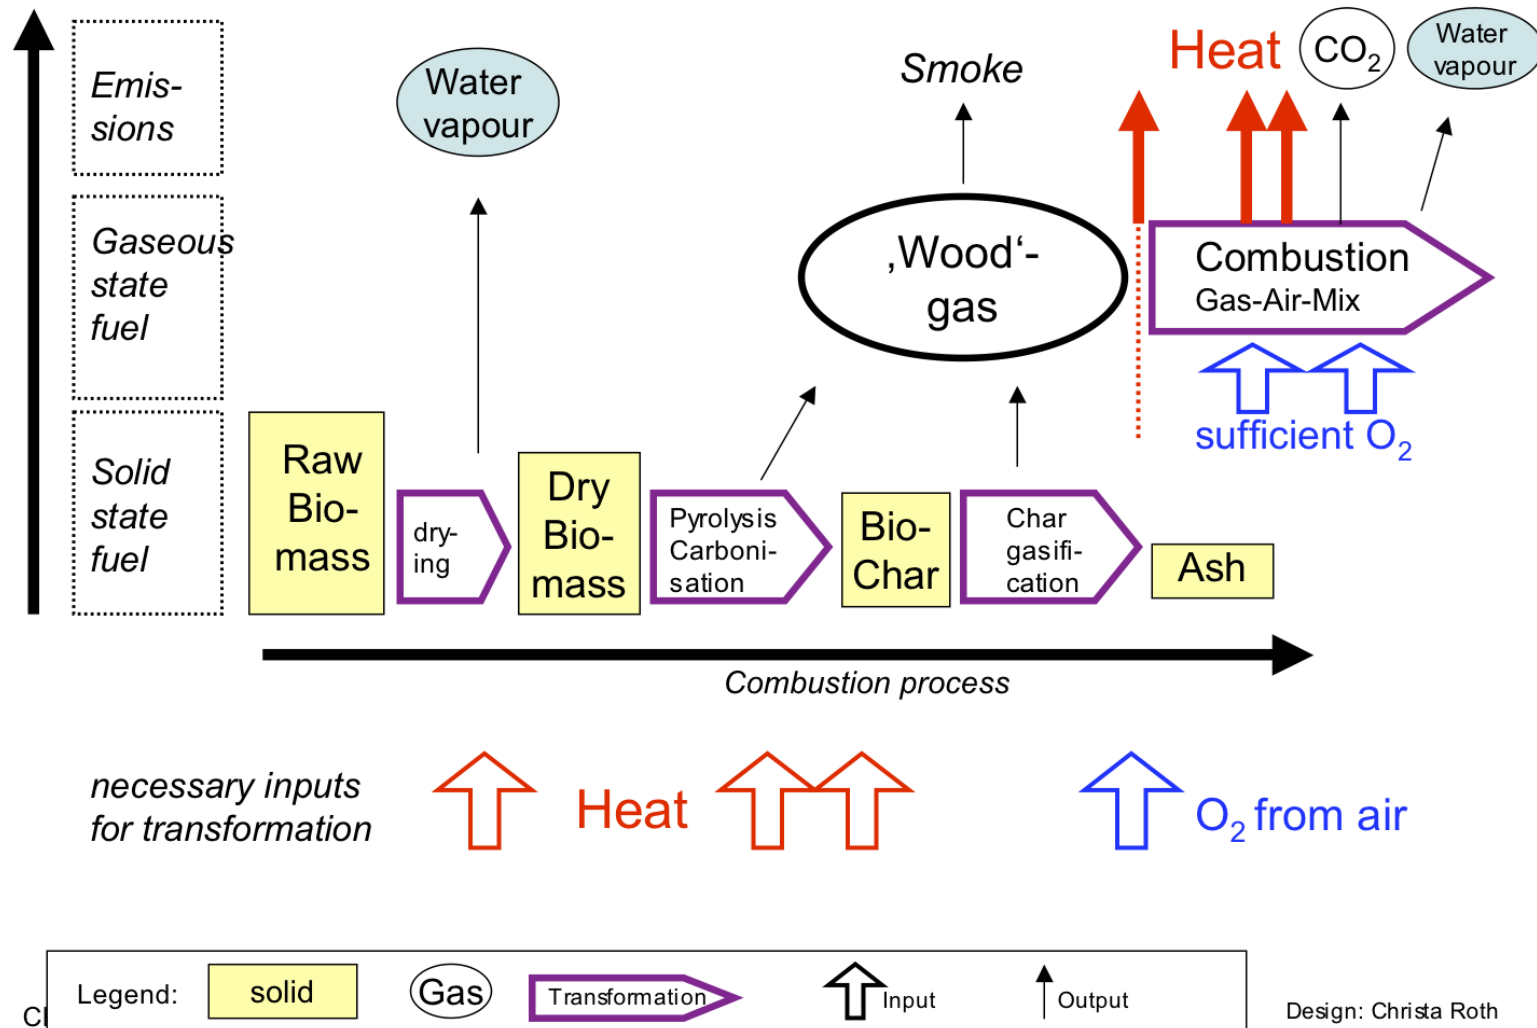 Emis-
sions
Water
vapour
Smoke
Heat
CO2
Water
vapour
Gaseous
state
fuel
‚Wood‘-
gas
Combustion
Gas-Air-Mix
sufficient O2
Solid
state
fuel
Raw
Bio-
mass
dry-
ing
Dry
Bio-
mass
Pyrolysis
Carboni-
sation
Bio-
Char
Char
gasifi-
cation
Ash
Combustion process
necessary inputs
for transformation
Heat
O2 from air
Legend:
solid
Gas
Transformation
Input
Output
Design: Christa Roth